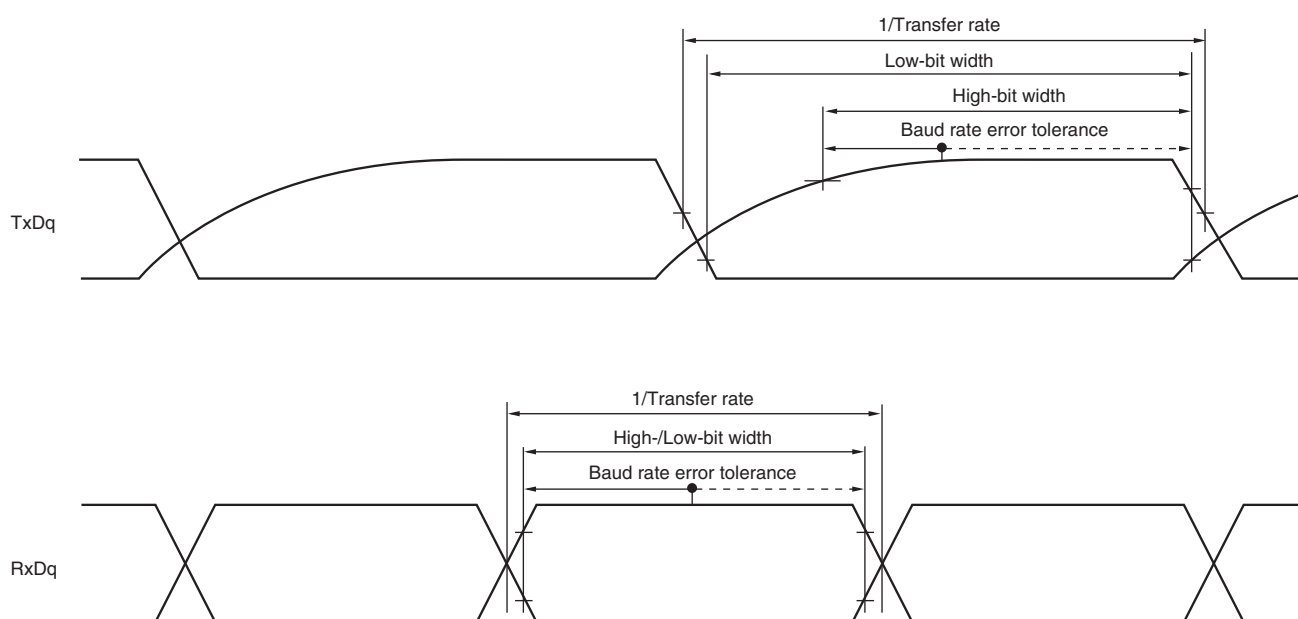 1/Transfer rate
Low-bit width
High-bit width
Baud rate error tolerance
TxDq
1/Transfer rate
High-/Low-bit width
Baud rate error tolerance
RxDq